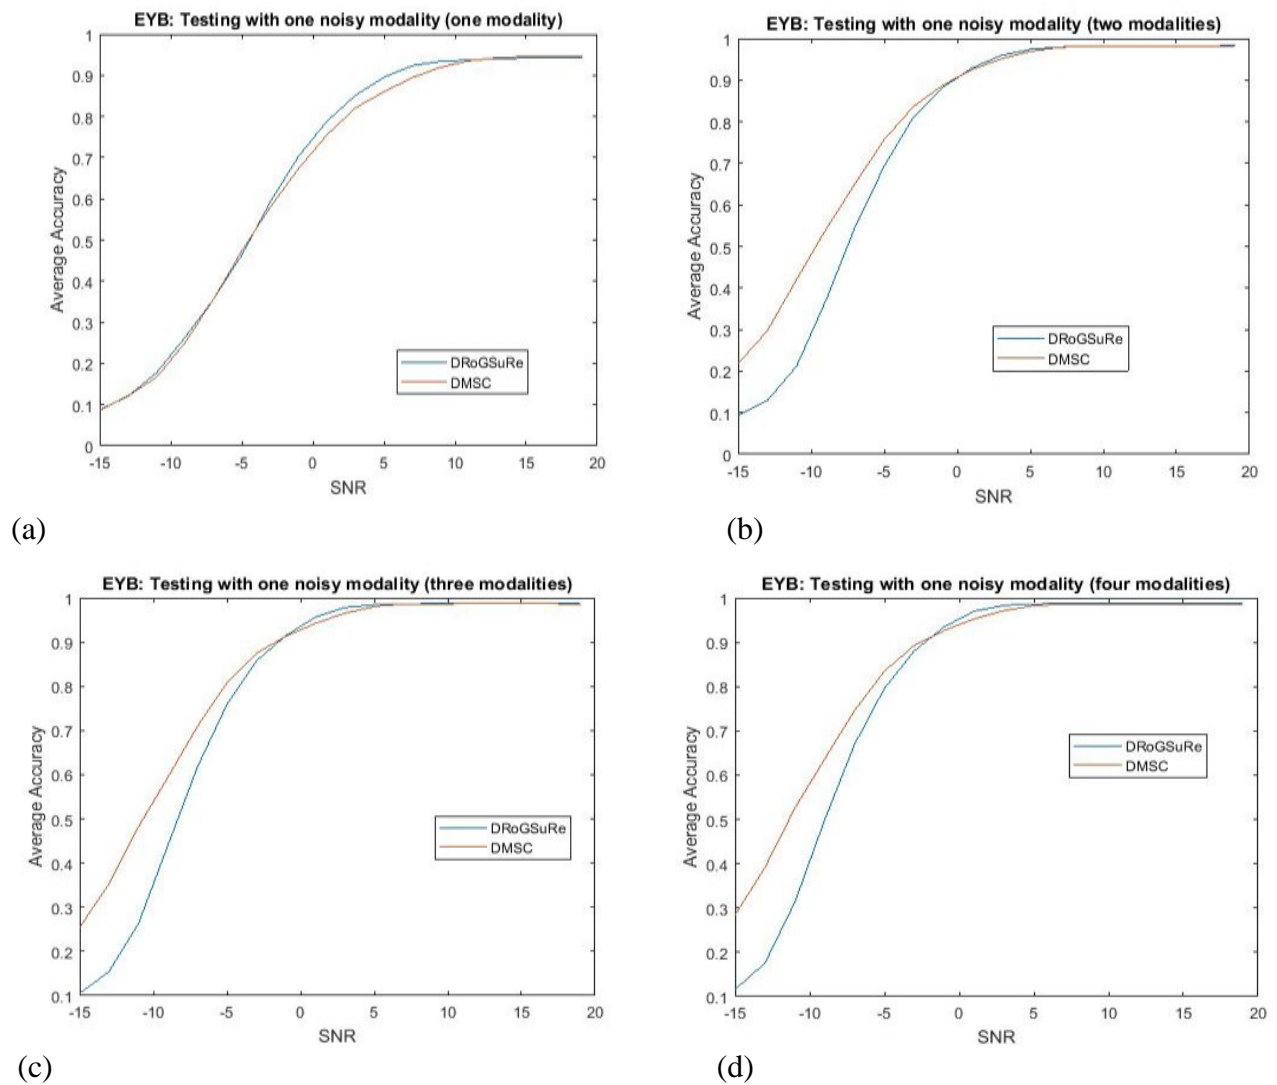 EYB: Testing with one noisy modality (one modality)
1
0.9
0.8
0.7
0.6
0.5
0.4
0.3
0.2
0.1
0
Average Accuracy
DRoGSuRe
DMSC
-15 -10 -5 0 5 10 15 20
SNR
(a)
EYB: Testing with one noisy modality (two modalities)
1
0.9
0.8
0.7
0.6
0.5
0.4
0.3
0.2
0.1
0
Average Accuracy
DRoGSuRe
DMSC
-15 -10 -5 0 5 10 15 20
SNR
(b)
EYB: Testing with one noisy modality (three modalities)
1
0.9
0.8
0.7
0.6
0.5
0.4
0.3
0.2
0.1
Average Accuracy
DRoGSuRe
DMSC
-15 -10 -5 0 5 10 15 20
SNR
(c)
EYB: Testing with one noisy modality (four modalities)
1
0.9
0.8
0.7
0.6
0.5
0.4
0.3
0.2
0.1
Average Accuracy
DRoGSuRe
DMSC
-15 -10 -5 0 5 10 15 20
SNR
(d)